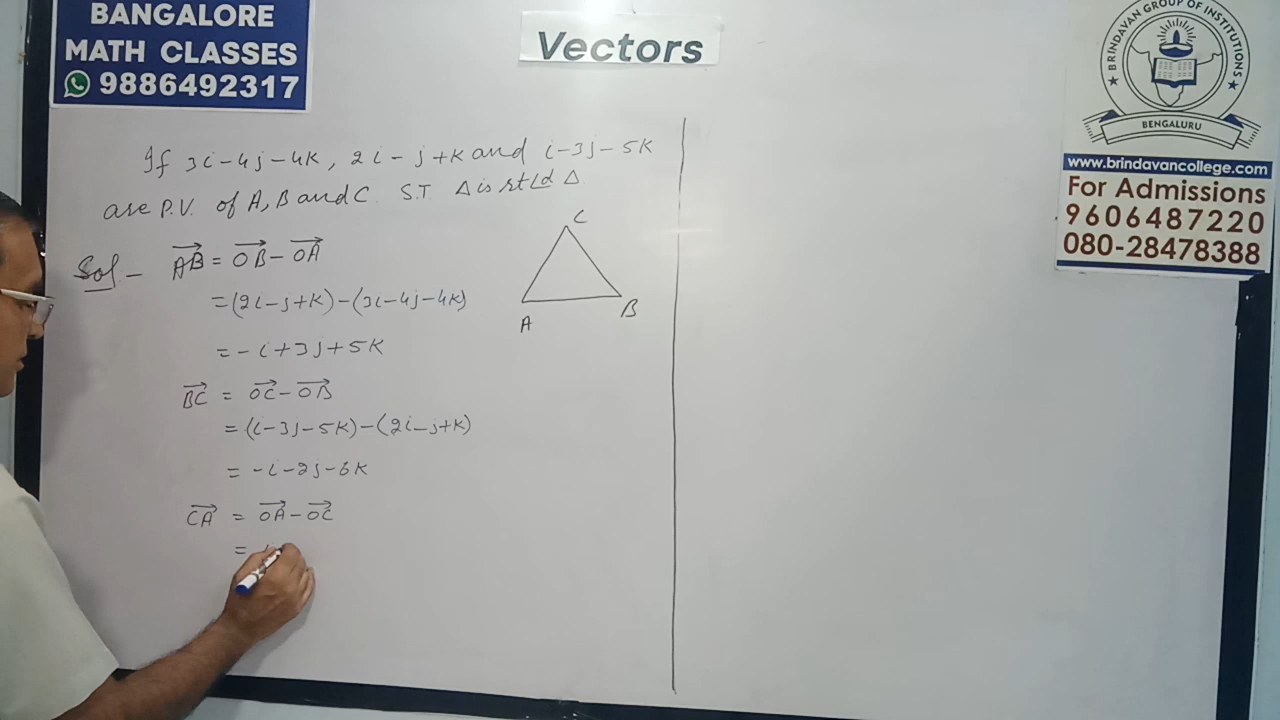 BANGALORE
MATH CLASSES
9886492317
Vectors
BRINDAVAN GROUP OF INSTITUTIONS
BENGALURU
www.brindavancollege.com
For Admissions
9606487220
080-28478388
If 3i-4j-4k, 2i-j+k and i-3j-5k
are P.V. of A, B and C. S.T △ is rt∠d △
Sol- AB = OB - OA
= (2i-j+k)-(3i-4j-4k)
= -i+3j+5k
BC = OC - OB
= (i-3j-5k)-(2i-j+k)
= -i-2j-6k
CA = OA - OC
=
C
A
B